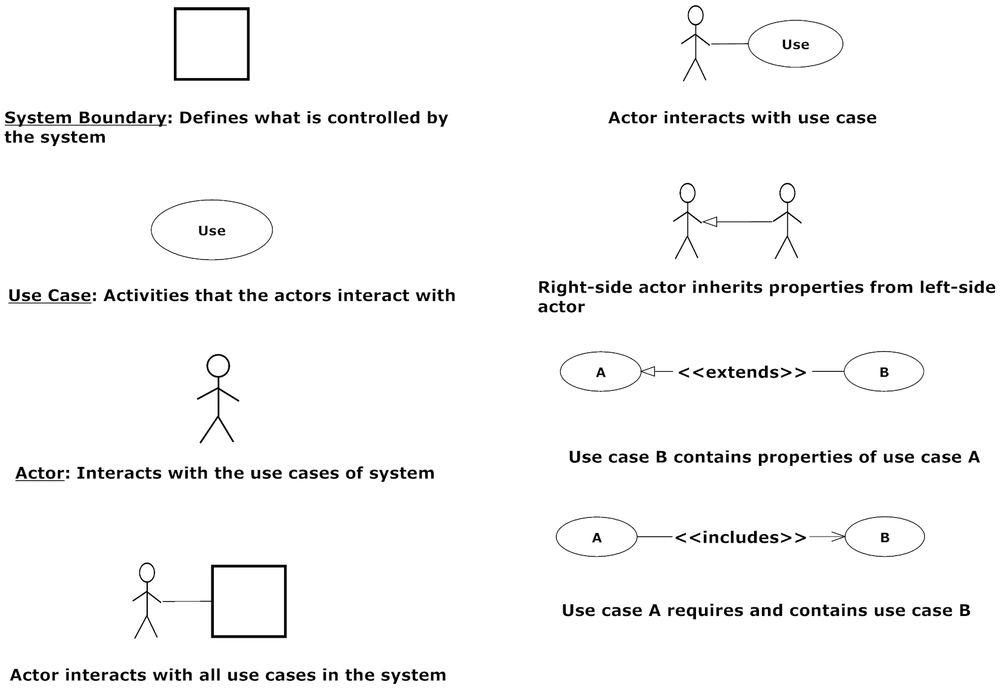 System Boundary: Defines what is controlled by
the system
Use
Use Case: Activities that the actors interact with
Actor: Interacts with the use cases of system
Actor interacts with all use cases in the system
Use
Actor interacts with use case
Right-side actor inherits properties from left-side
actor
A <<extends>> B
Use case B contains properties of use case A
A <<includes>> B
Use case A requires and contains use case B